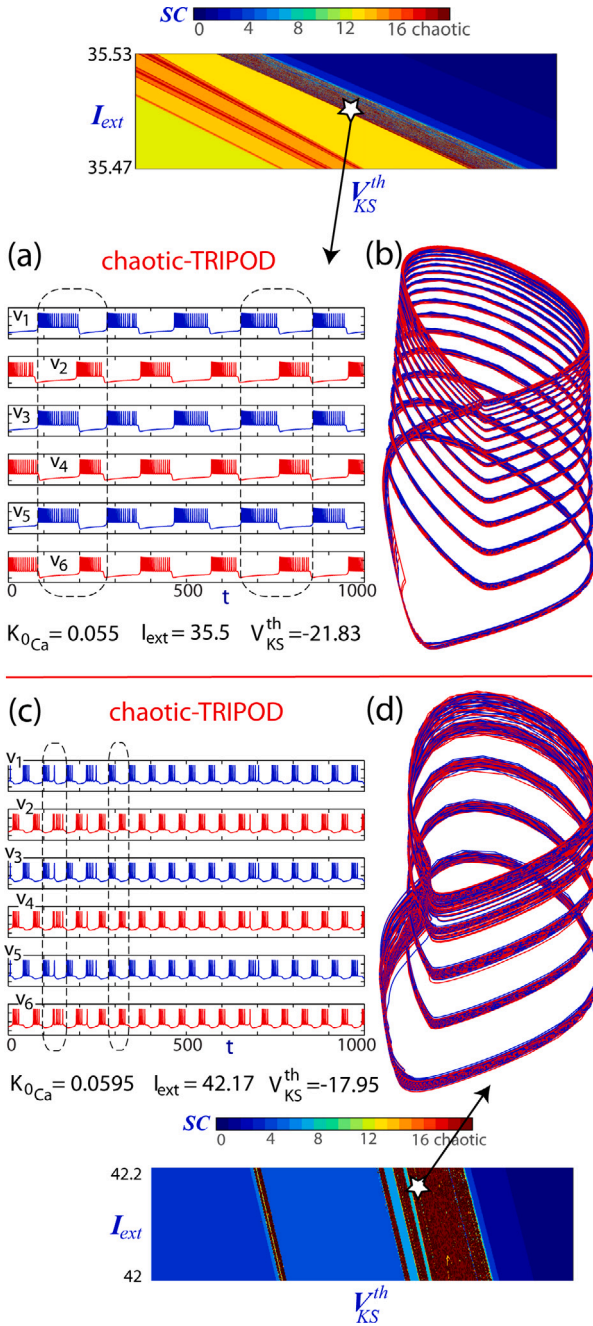 SC
0 4 8 12 16 chaotic
35.53
I_ext
35.47
V_KS^th
(a)
chaotic-TRIPOD
(b)
v1
v2
v3
v4
v5
v6
0 500 t 1000
K_0Ca = 0.055 I_ext = 35.5 V_KS^th = -21.83
(c)
chaotic-TRIPOD
(d)
v1
v2
v3
v4
v5
v6
0 500 t 1000
K_0Ca = 0.0595 I_ext = 42.17 V_KS^th = -17.95
SC
0 4 8 12 16 chaotic
42.2
I_ext
42
V_KS^th